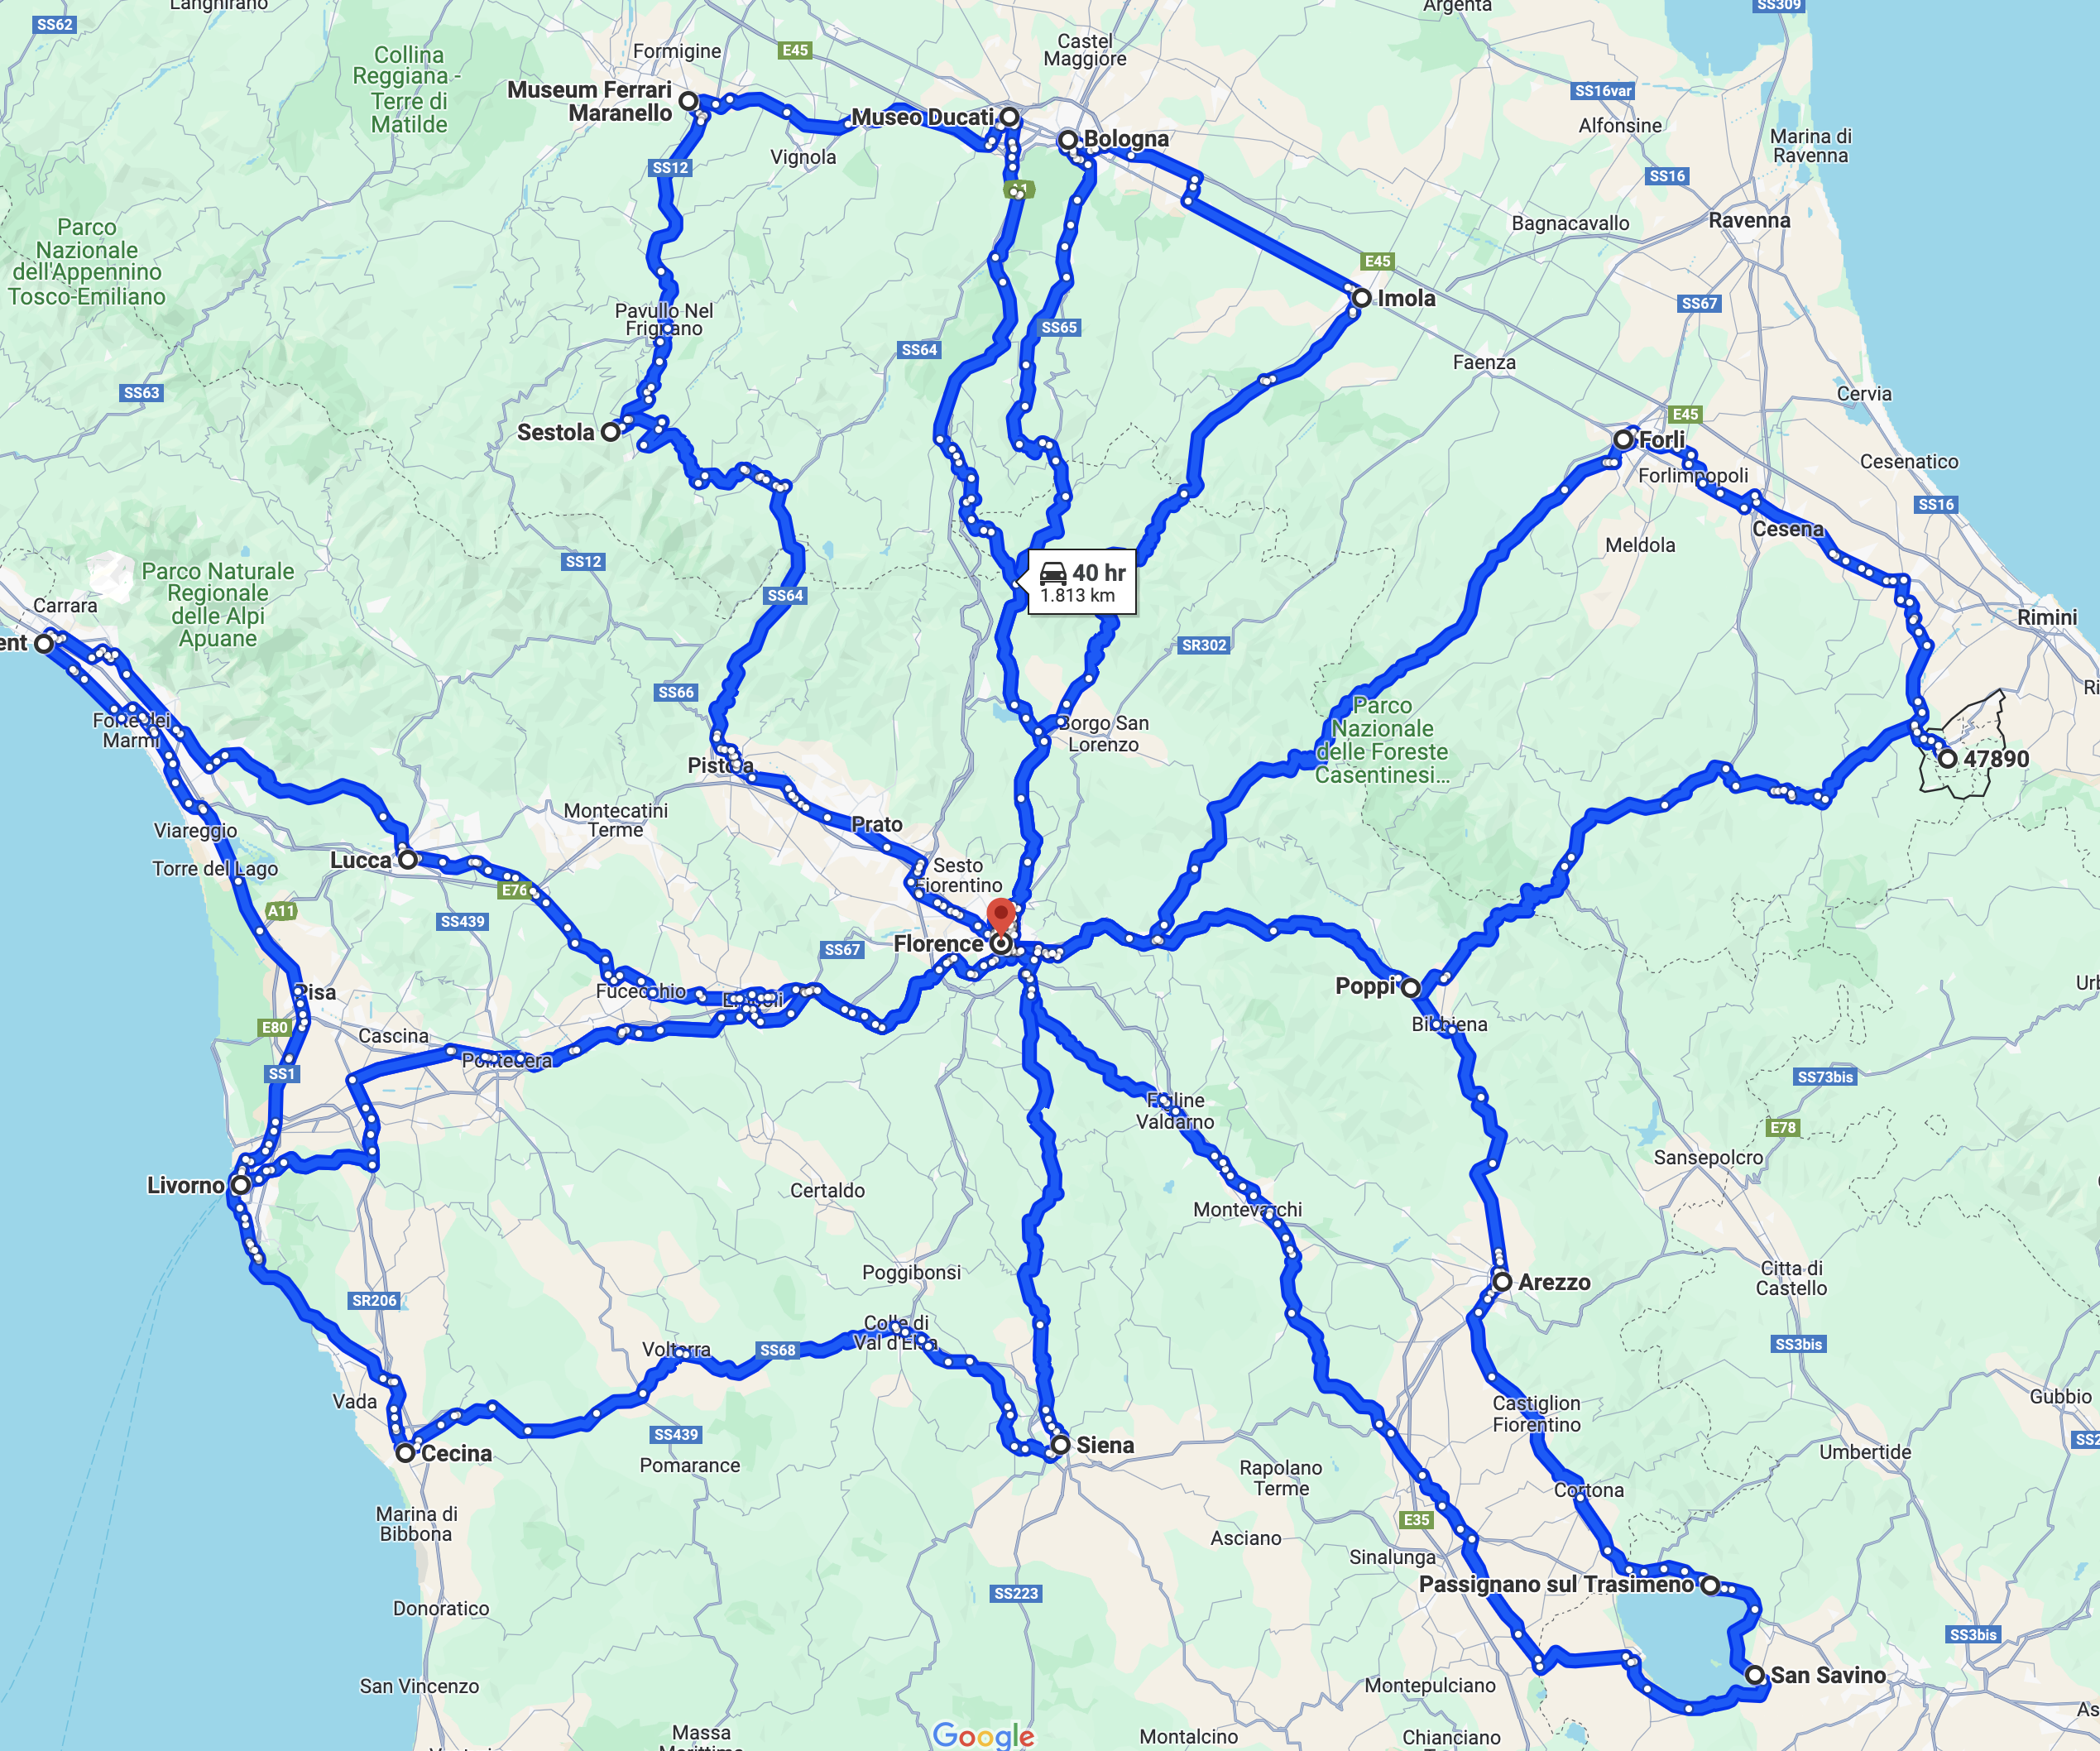 Langhirano
SS62
Collina
Reggiana -
Terre di
Matilde
Formigine
E45
Castel
Maggiore
Argenta
SS309
Museum Ferrari
Maranello
Museo Ducati
Bologna
SS16var
Alfonsine
Marina di
Ravenna
Vignola
SS12
A1
SS16
Bagnacavallo
Ravenna
Parco
Nazionale
dell'Appennino
Tosco-Emiliano
E45
Imola
SS67
Pavullo Nel
Frignano
SS65
SS64
Faenza
SS63
Cervia
E45
Sestola
Forli
Forlimpopoli
Cesenatico
SS16
Cesena
Meldola
SS12
40 hr
1.813 km
Parco Naturale
Regionale
delle Alpi
Apuane
Carrara
SS64
Rimini
ent
SR302
SS66
Ri
Forte dei
Marmi
Borgo San
Lorenzo
Parco
Nazionale
delle Foreste
Casentinesi...
Pistoia
47890
Montecatini
Terme
Viareggio
Prato
Lucca
Torre del Lago
Sesto
Fiorentino
E76
A11
SS439
SS67
Florence
Pisa
Fucecchio
Empoli
Poppi
Urb
E80
Cascina
Bibbiena
Pontedera
SS1
SS73bis
Figline
Valdarno
E78
Sansepolcro
Livorno
Certaldo
Montevarchi
Poggibonsi
Arezzo
Citta di
Castello
SR206
Colle di
Val d'Elsa
Volterra
SS68
SS3bis
Vada
Castiglion
Fiorentino
Gubbio
SS439
Siena
SS2
Cecina
Pomarance
Umbertide
Rapolano
Terme
Cortona
Marina di
Bibbona
E35
Asciano
Sinalunga
Passignano sul Trasimeno
SS223
Donoratico
SS3bis
San Savino
San Vincenzo
Montepulciano
As
Massa
Marittima
Google
Montalcino
Chianciano